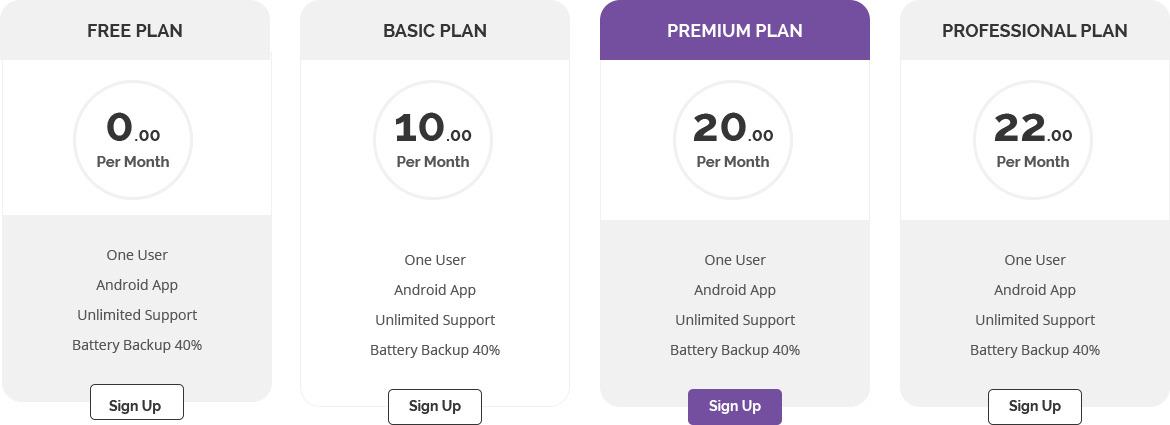 FREE PLAN
0.00
Per Month
One User
Android App
Unlimited Support
Battery Backup 40%
Sign Up
BASIC PLAN
10.00
Per Month
One User
Android App
Unlimited Support
Battery Backup 40%
Sign Up
PREMIUM PLAN
20.00
Per Month
One User
Android App
Unlimited Support
Battery Backup 40%
Sign Up
PROFESSIONAL PLAN
22.00
Per Month
One User
Android App
Unlimited Support
Battery Backup 40%
Sign Up